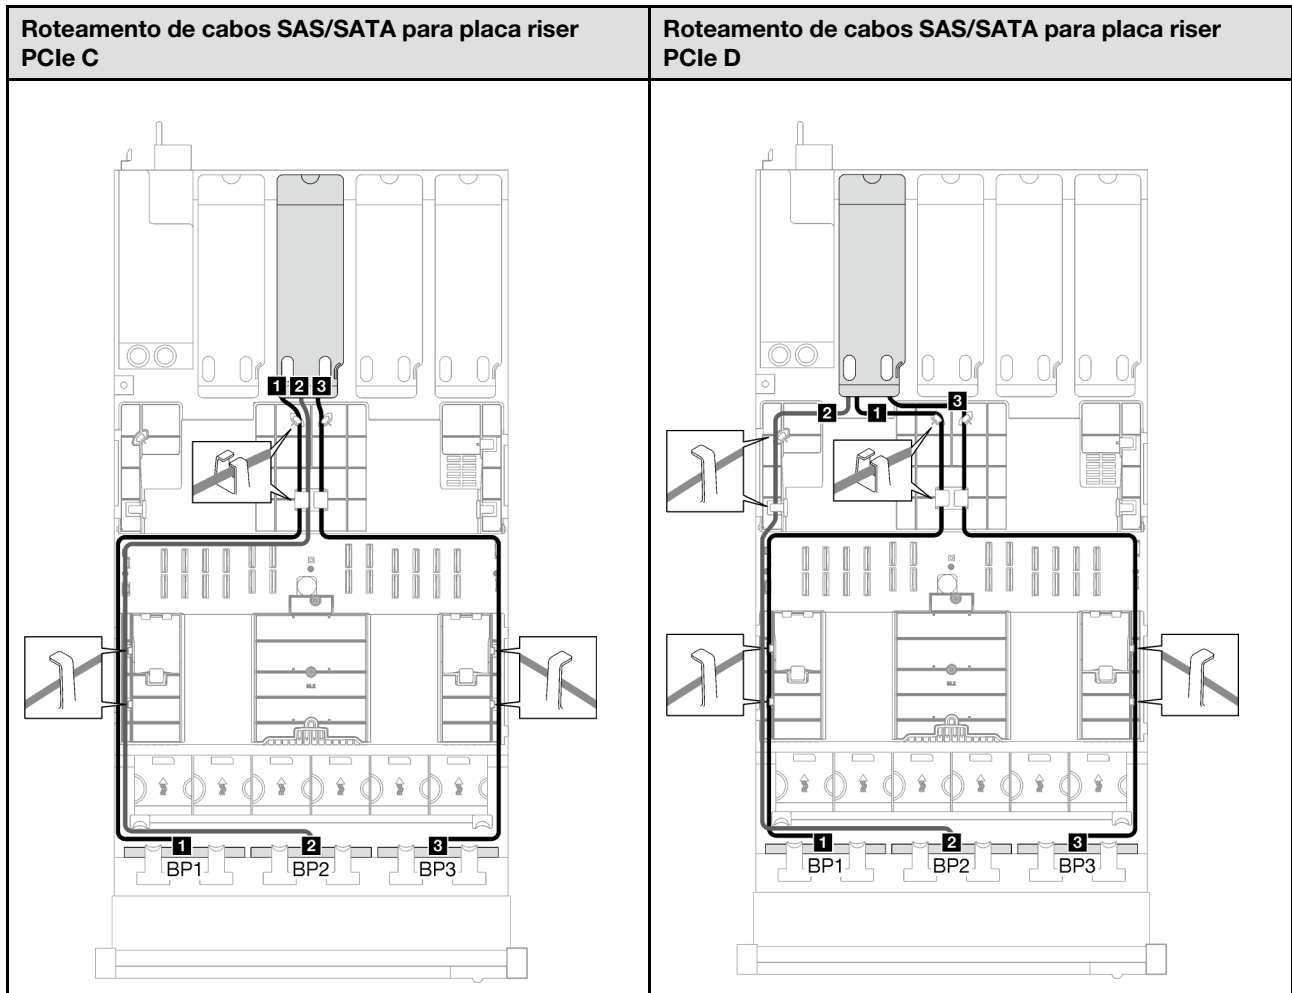 Roteamento de cabos SAS/SATA para placa riser
PCIe C
Roteamento de cabos SAS/SATA para placa riser
PCIe D
1 2 3
2 1 3
1 2 3
BP1 BP2 BP3
1 2 3
BP1 BP2 BP3